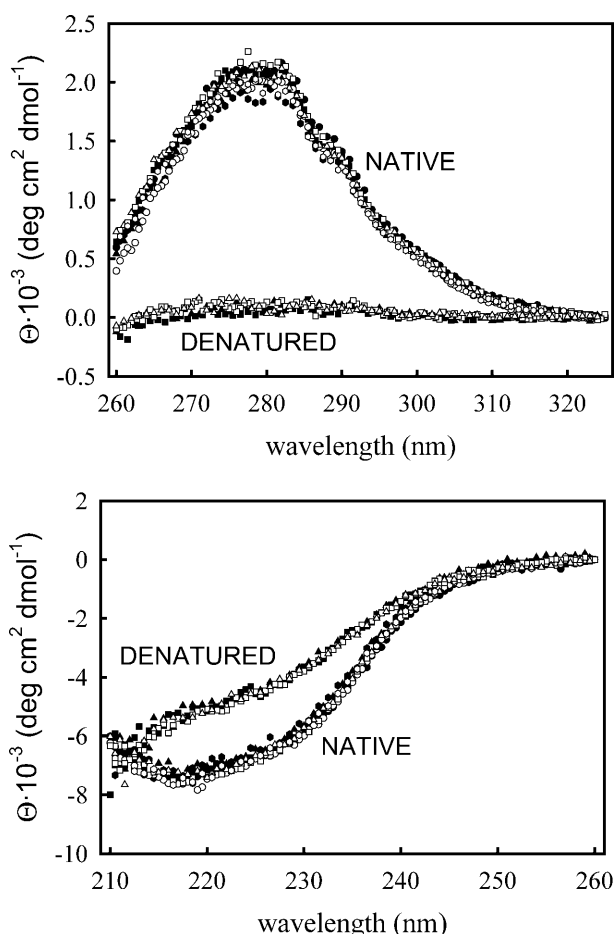 2.5
2.0
1.5
1.0
0.5
0.0
-0.5
Θ·10⁻³ (deg cm² dmol⁻¹)
NATIVE
DENATURED
260 270 280 290 300 310 320
wavelength (nm)
2
0
-2
-4
-6
-8
-10
Θ·10⁻³ (deg cm² dmol⁻¹)
DENATURED
NATIVE
210 220 230 240 250 260
wavelength (nm)